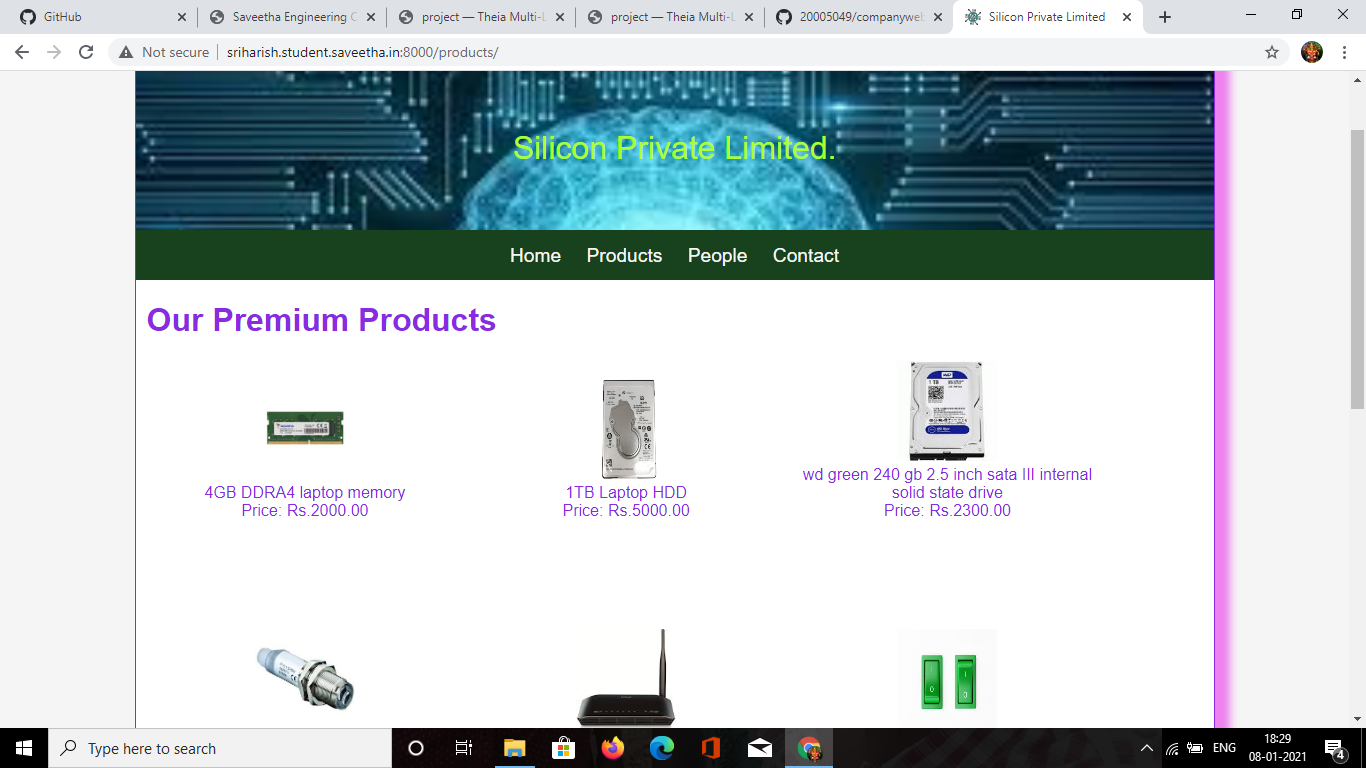 GitHub
Saveetha Engineering C
project — Theia Multi-L
project — Theia Multi-L
20005049/companyweb
Silicon Private Limited
Not secure
sriharish.student.saveetha.in:8000/products/
Silicon Private Limited.
Home Products People Contact
Our Premium Products
1 TB
4GB DDRA4 laptop memory
Price: Rs.2000.00
1TB Laptop HDD
Price: Rs.5000.00
wd green 240 gb 2.5 inch sata III internal
solid state drive
Price: Rs.2300.00
Type here to search
ENG
18:29
08-01-2021
4